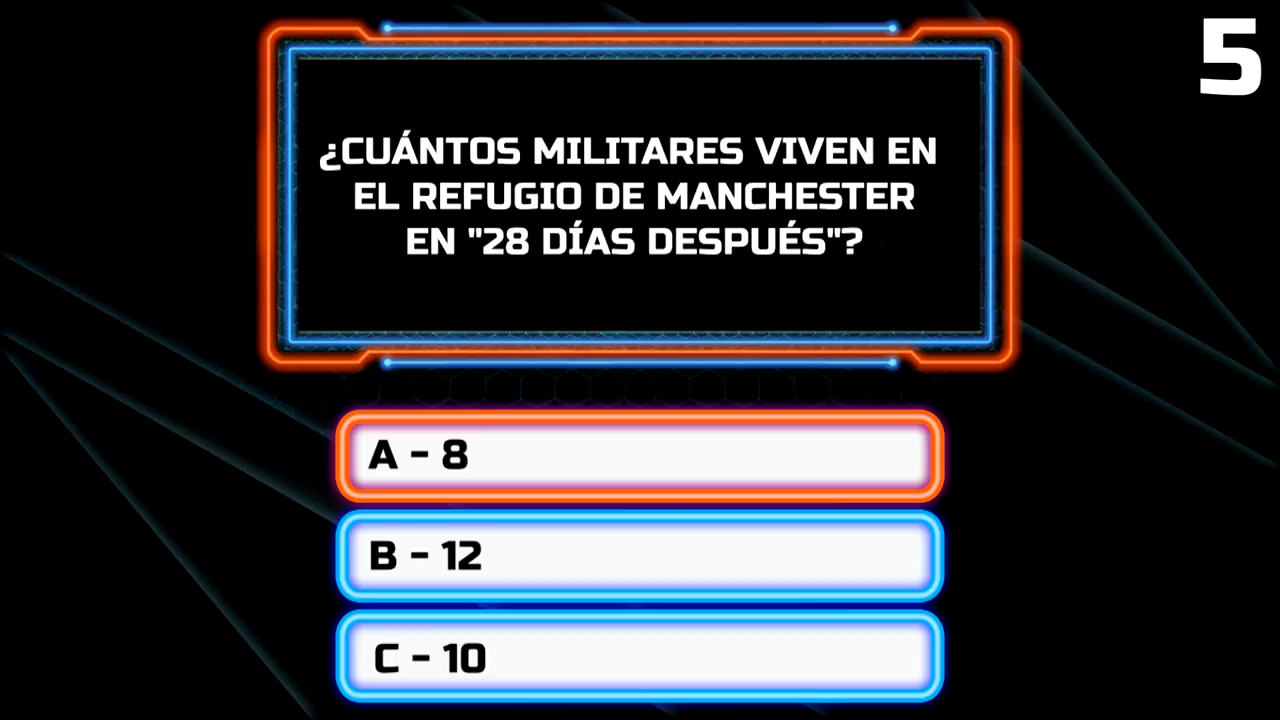 5
¿CUÁNTOS MILITARES VIVEN EN
EL REFUGIO DE MANCHESTER
EN "28 DÍAS DESPUÉS"?
A - 8
B - 12
C - 10